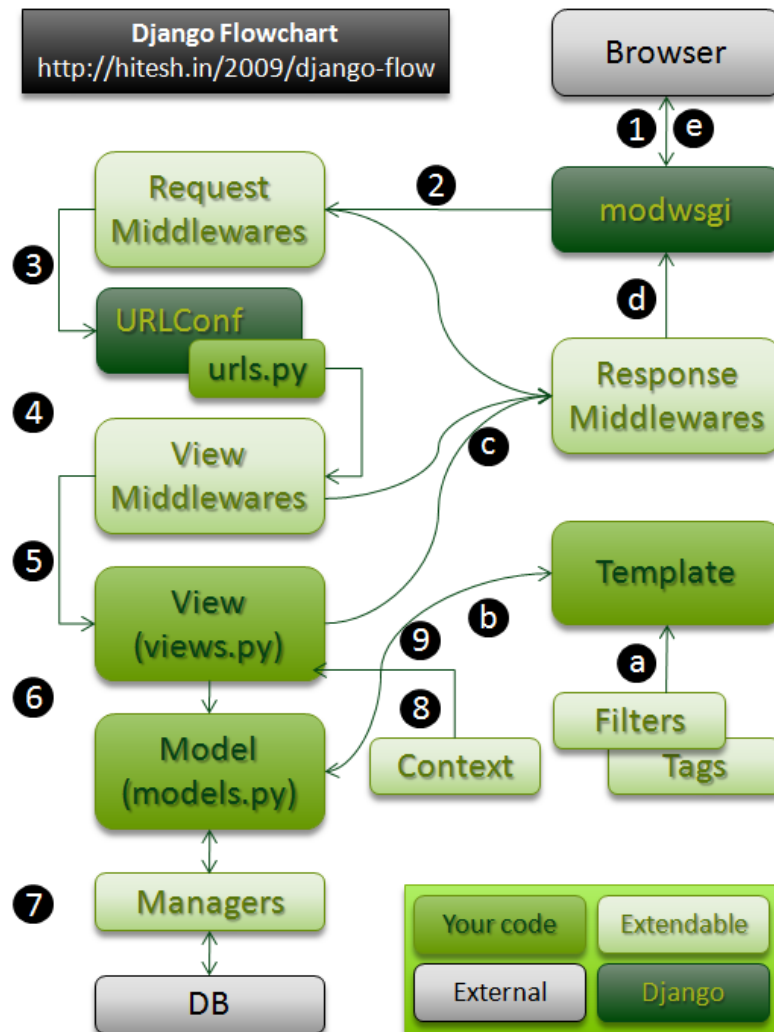 Django Flowchart
http://hitesh.in/2009/django-flow
Browser
1
e
Request
Middlewares
2
modwsgi
3
d
URLConf
urls.py
Response
Middlewares
4
View
Middlewares
c
5
View
(views.py)
Template
b
9
a
6
8
Filters
Model
(models.py)
Context
Tags
7
Managers
Your code
Extendable
DB
External
Django